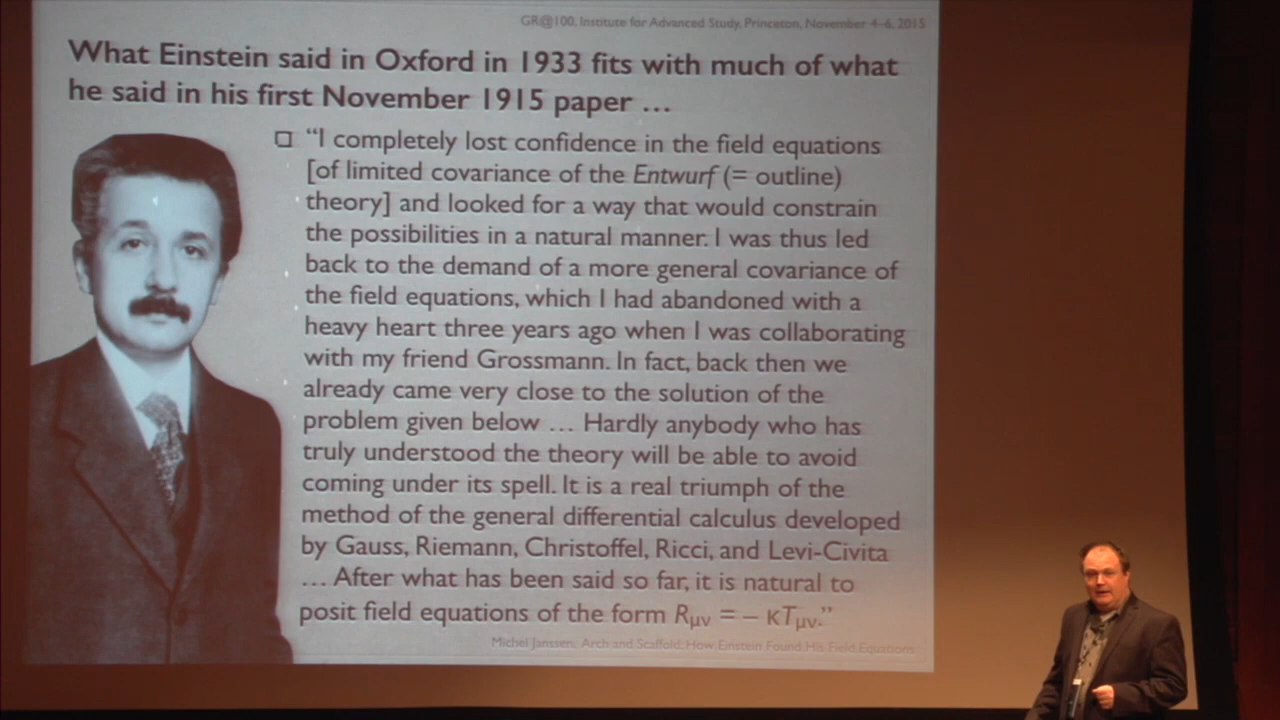 GR@100, Institute for Advanced Study, Princeton, November 4–6, 2015
What Einstein said in Oxford in 1933 fits with much of what
he said in his first November 1915 paper …
“I completely lost confidence in the field equations
[of limited covariance of the Entwurf (= outline)
theory] and looked for a way that would constrain
the possibilities in a natural manner. I was thus led
back to the demand of a more general covariance of
the field equations, which I had abandoned with a
heavy heart three years ago when I was collaborating
with my friend Grossmann. In fact, back then we
already came very close to the solution of the
problem given below … Hardly anybody who has
truly understood the theory will be able to avoid
coming under its spell. It is a real triumph of the
method of the general differential calculus developed
by Gauss, Riemann, Christoffel, Ricci, and Levi-Civita
… After what has been said so far, it is natural to
posit field equations of the form Rμν = – κTμν.”
Michel Janssen, Arch and Scaffold: How Einstein Found His Field Equations